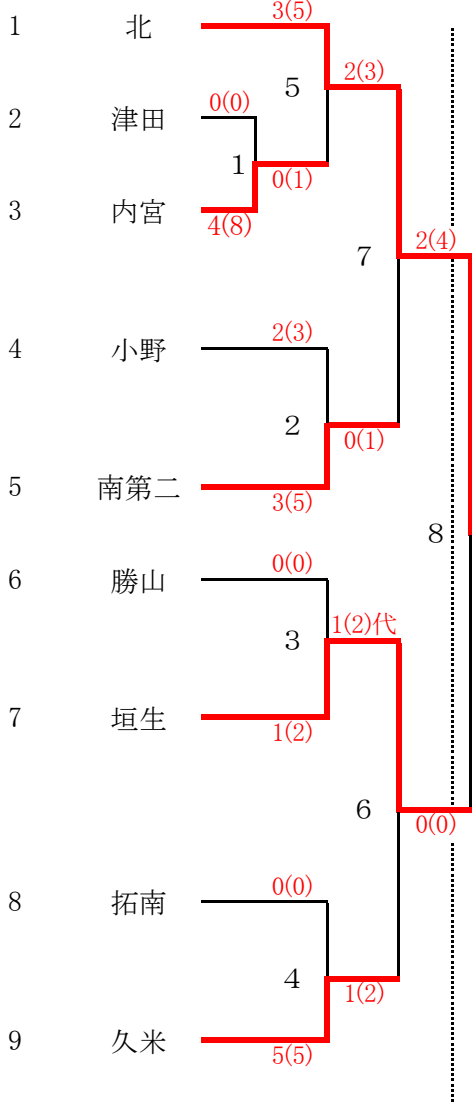 1 北 3(5)
5 2(3)
2 津田 0(0)
1 0(1)
3 内宮 4(8)
7 2(4)
4 小野 2(3)
2 0(1)
5 南第二 3(5)
8
6 勝山 0(0)
3 1(2)代
7 垣生 1(2)
6 0(0)
8 拓南 0(0)
4 1(2)
9 久米 5(5)